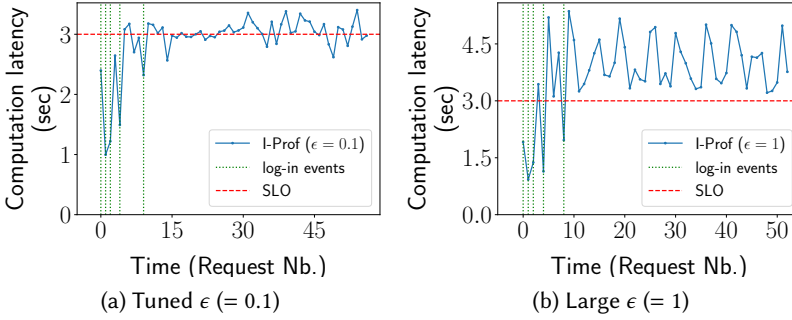 Computation latency
(sec)
3
2
1
0
I-Prof (ϵ = 0.1)
log-in events
SLO
0 15 30 45
Time (Request Nb.)
(a) Tuned ϵ (= 0.1)
Computation latency
(sec)
4.5
3.0
1.5
0.0
I-Prof (ϵ = 1)
log-in events
SLO
0 10 20 30 40 50
Time (Request Nb.)
(b) Large ϵ (= 1)